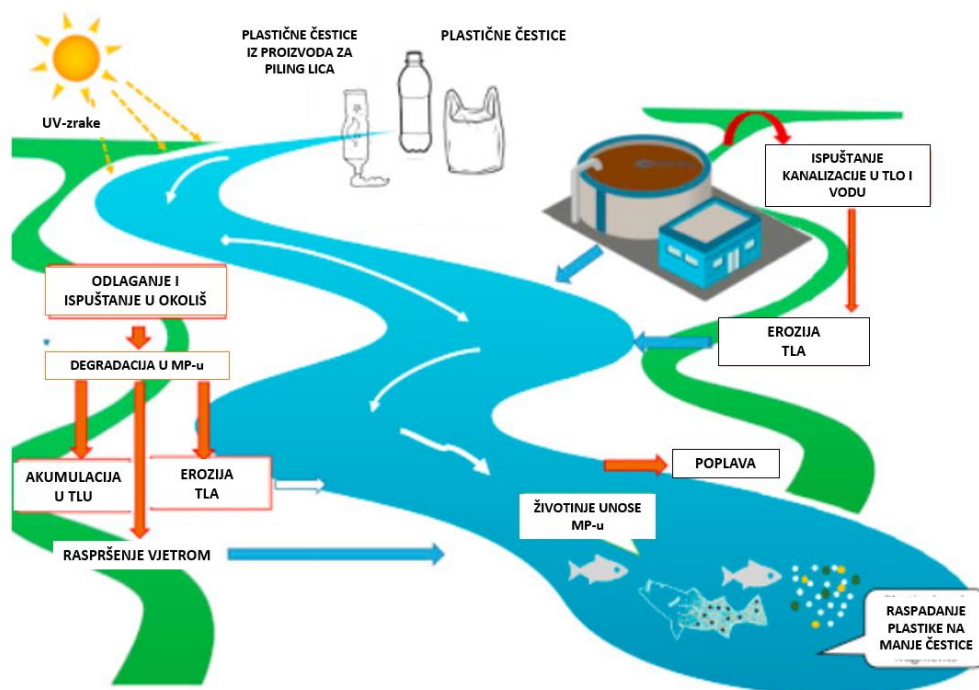 PLASTIČNE ČESTICE
IZ PROIZVODA ZA
PILING LICA
PLASTIČNE ČESTICE
UV-zrake
ISPUŠTANJE
KANALIZACIJE U TLO I
VODU
ODLAGANJE I
ISPUŠTANJE U OKOLIŠ
EROZIJA
TLA
DEGRADACIJA U MP-u
AKUMULACIJA
U TLU
EROZIJA
TLA
POPLAVA
ŽIVOTINJE UNOSE
MP-u
RASPRŠENJE VJETROM
RASPADANJE
PLASTIKE NA
MANJE ČESTICE